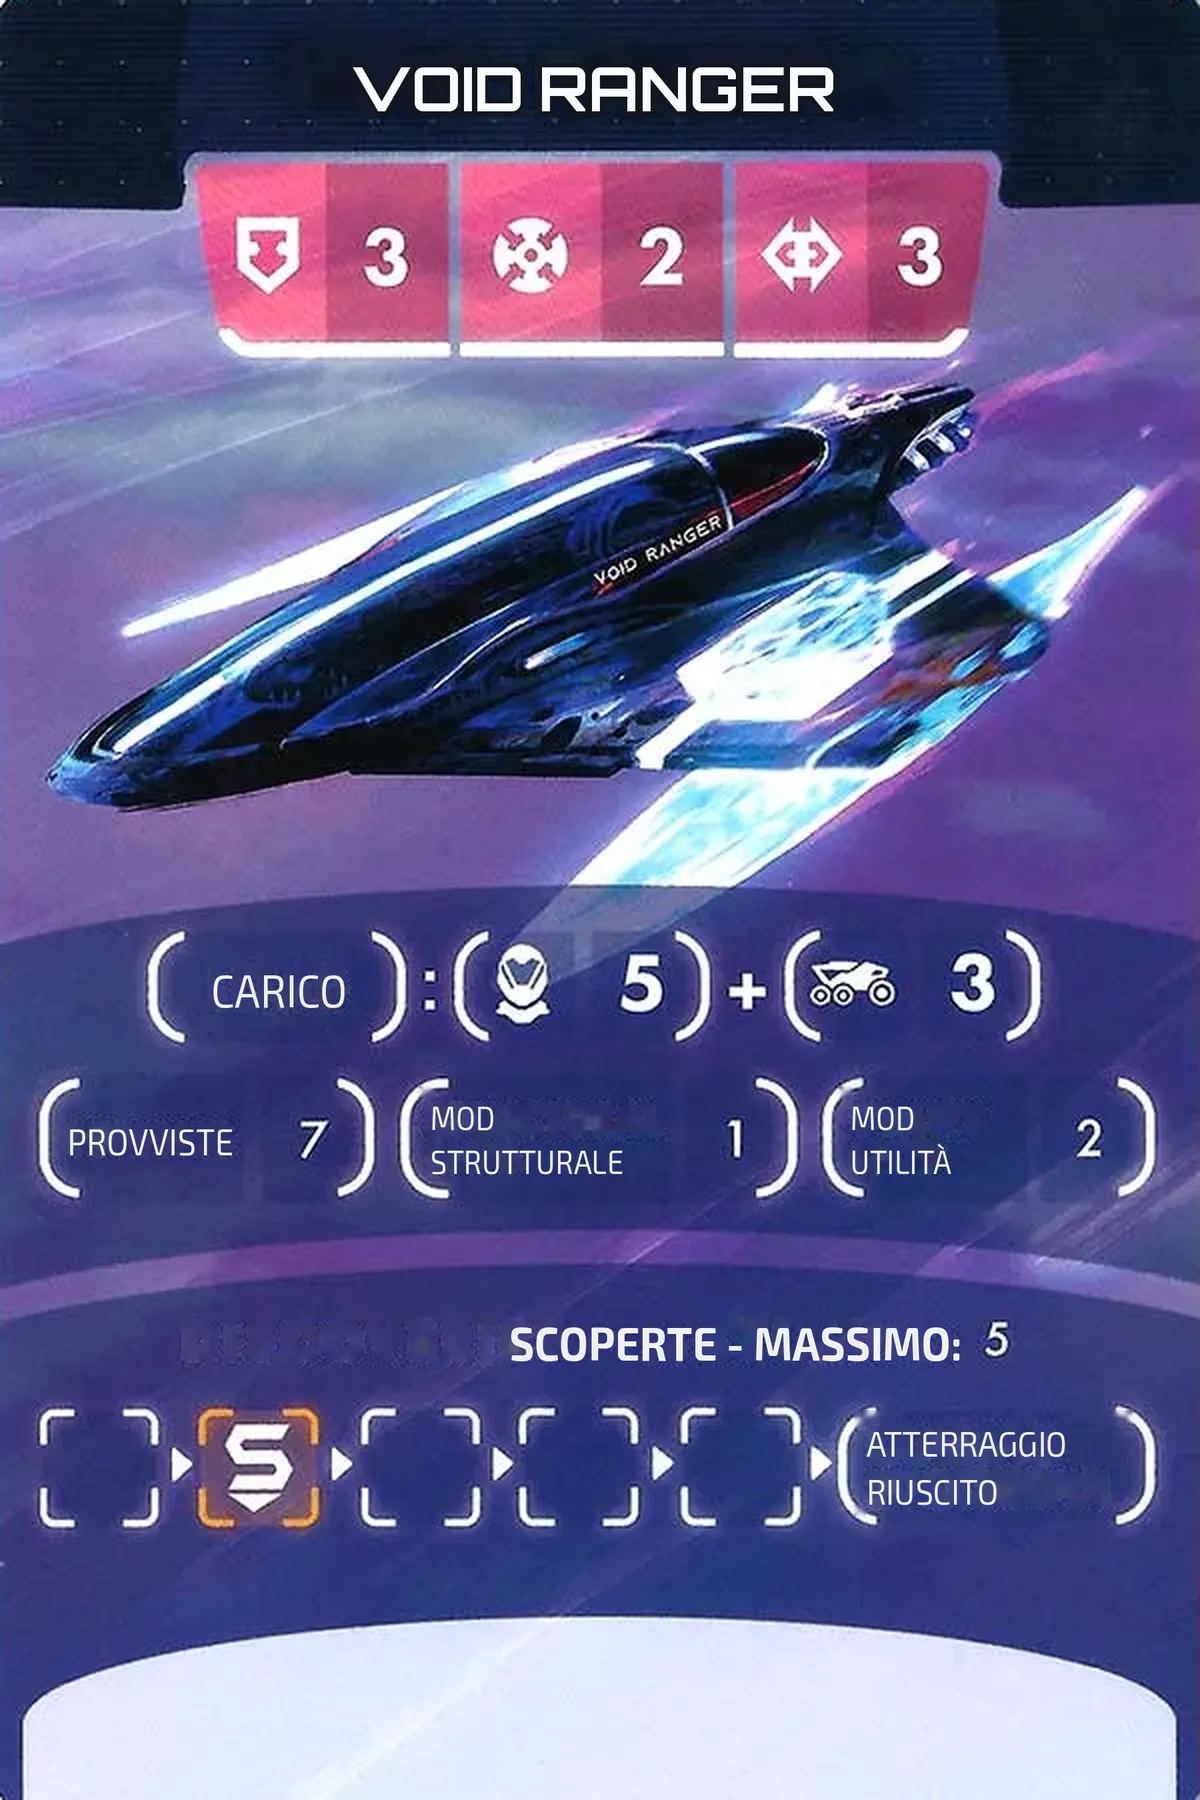 VOID RANGER
3 2 3
VOID RANGER
CARICO : 5 + 3
PROVVISTE 7
MOD
STRUTTURALE 1
MOD
UTILITÀ 2
SCOPERTE - MASSIMO: 5
S
ATTERRAGGIO
RIUSCITO